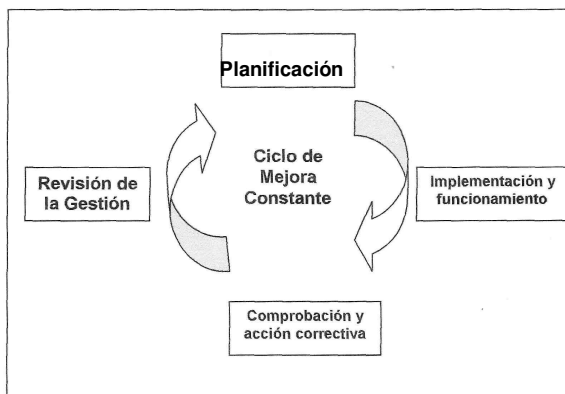 Planificación
Ciclo de
Mejora
Constante
Revisión de
la Gestión
Implementación y
funcionamiento
Comprobación y
acción correctiva